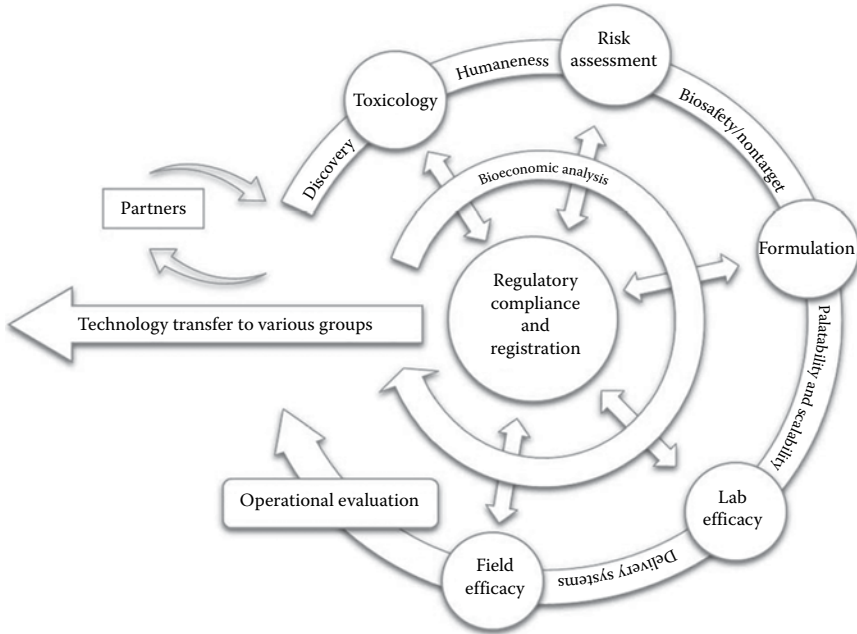 Discovery
Toxicology
Humaneness
Risk
assessment
Biosafety/nontarget
Formulation
Palatability and scalability
Lab
efficacy
Delivery systems
Field
efficacy
Operational evaluation
Bioeconomic analysis
Regulatory
compliance
and
registration
Partners
Technology transfer to various groups